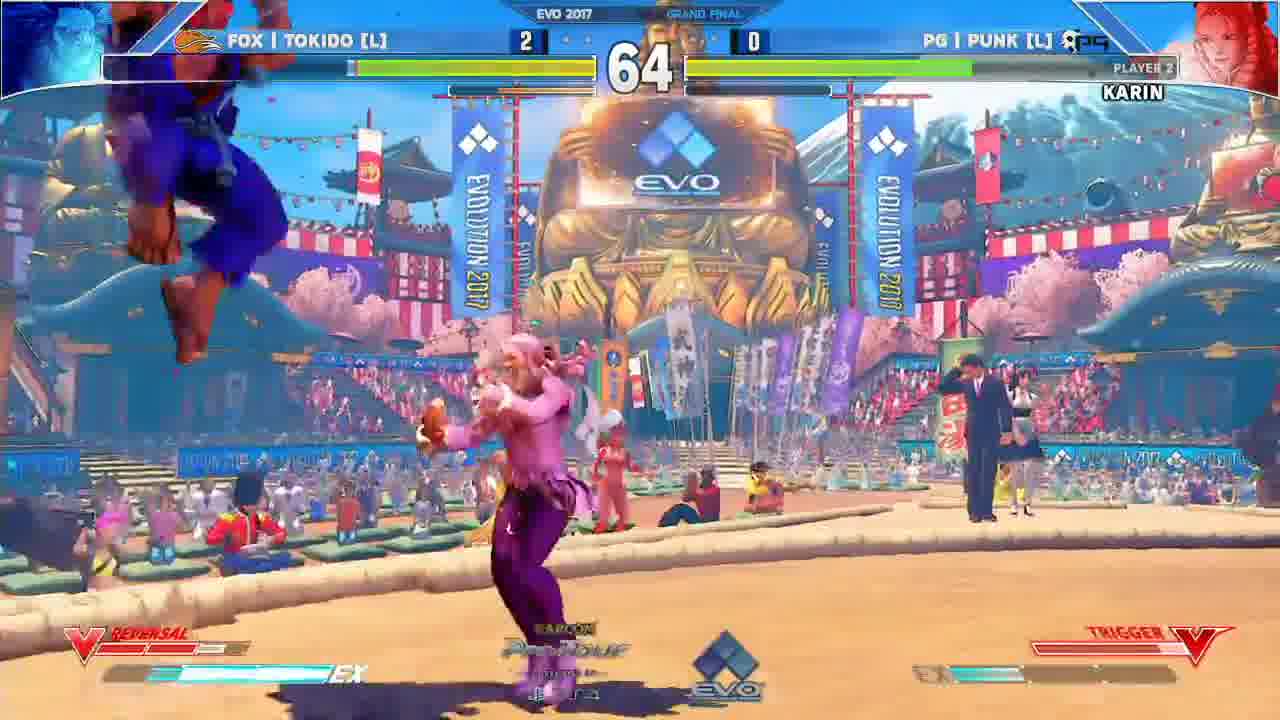 EVO 2017 GRAND FINAL
FOX | TOKIDO [L] 2 0 PG | PUNK [L]
64
PLAYER 2
KARIN
EVO
EVOLUTION 2017
EVOLUTION 2017
REVERSAL
TRIGGER
EX
EX
CAPCOM
EVO